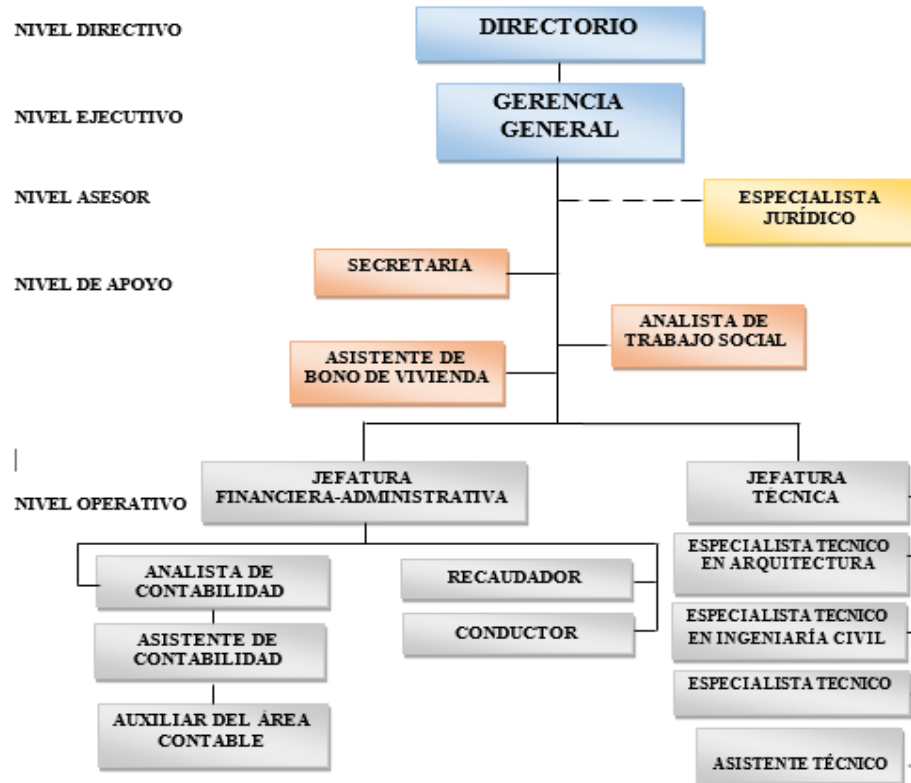 NIVEL DIRECTIVO
DIRECTORIO
NIVEL EJECUTIVO
GERENCIA
GENERAL
NIVEL ASESOR
ESPECIALISTA
JURÍDICO
NIVEL DE APOYO
SECRETARIA
ANALISTA DE
TRABAJO SOCIAL
ASISTENTE DE
BONO DE VIVIENDA
NIVEL OPERATIVO
JEFATURA
FINANCIERA-ADMINISTRATIVA
JEFATURA
TÉCNICA
ANALISTA DE
CONTABILIDAD
ASISTENTE DE
CONTABILIDAD
AUXILIAR DEL ÁREA
CONTABLE
RECAUDADOR
CONDUCTOR
ESPECIALISTA TECNICO
EN ARQUITECTURA
ESPECIALISTA TECNICO
EN INGENIARÍA CIVIL
ESPECIALISTA TECNICO
ASISTENTE TÉCNICO